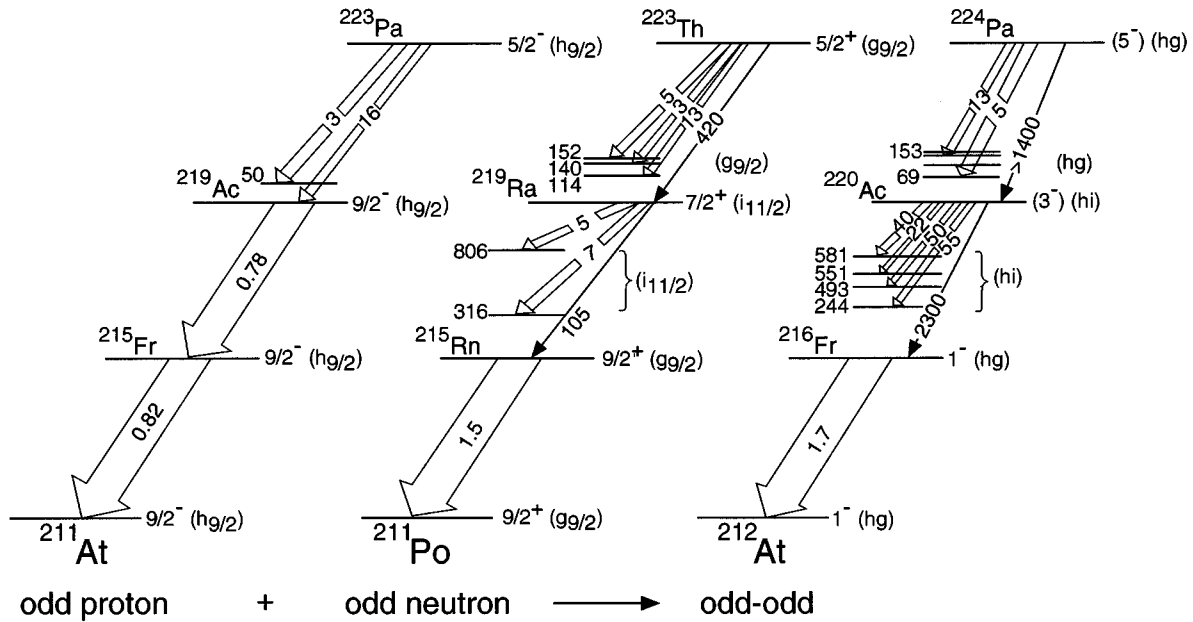 ²²³Pa
5/2⁻ (h9/2)
3
16
50
²¹⁹Ac
9/2⁻ (h9/2)
0.78
²¹⁵Fr
9/2⁻ (h9/2)
0.82
9/2⁻ (h9/2)
²¹¹At
²²³Th
5/2⁺ (g9/2)
5
3
13
420
152
140
114
(g9/2)
²¹⁹Ra
7/2⁺ (i11/2)
5
7
806
(i11/2)
316
105
²¹⁵Rn
9/2⁺ (g9/2)
1.5
9/2⁺ (g9/2)
²¹¹Po
²²⁴Pa
(5⁻) (hg)
13
5
>1400
153
69
(hg)
²²⁰Ac
(3⁻) (hi)
40
22
50
55
581
551
493
244
(hi)
2300
²¹⁶Fr
1⁻ (hg)
1.7
1⁻ (hg)
²¹²At
odd proton + odd neutron → odd-odd